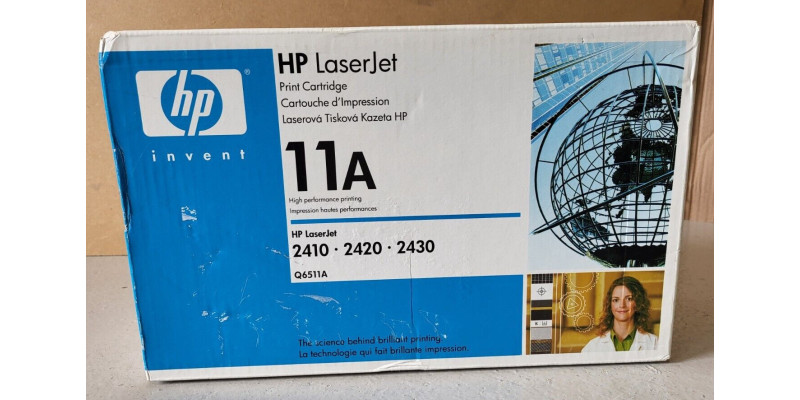 hp
®
invent
HP LaserJet
Print Cartridge
Cartouche d'Impression
Laserová Tisková Kazeta HP
11A
High performance printing
Impression hautes performances
HP LaserJet
2410 · 2420 · 2430
Q6511A
The science behind brilliant printing.
La technologie qui fait brillante impression.